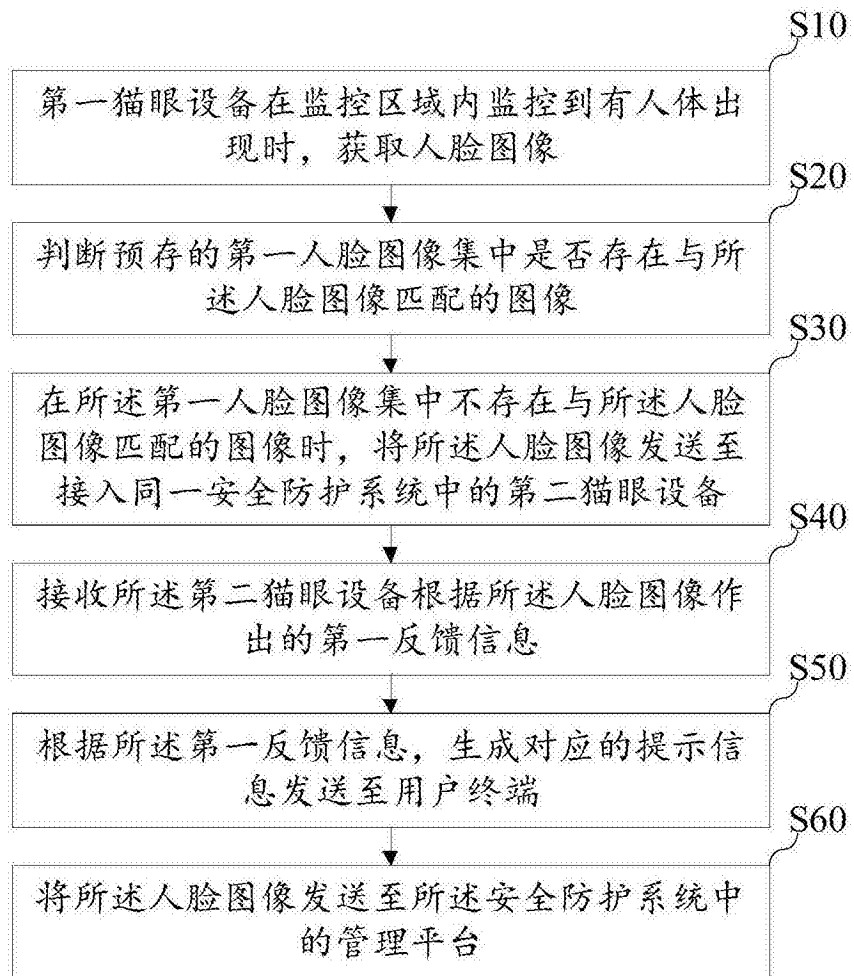 S10
第一猫眼设备在监控区域内监控到有人体出
现时，获取人脸图像
S20
判断预存的第一人脸图像集中是否存在与所
述人脸图像匹配的图像
S30
在所述第一人脸图像集中不存在与所述人脸
图像匹配的图像时，将所述人脸图像发送至
接入同一安全防护系统中的第二猫眼设备
S40
接收所述第二猫眼设备根据所述人脸图像作
出的第一反馈信息
S50
根据所述第一反馈信息，生成对应的提示信
息发送至用户终端
S60
将所述人脸图像发送至所述安全防护系统中
的管理平台